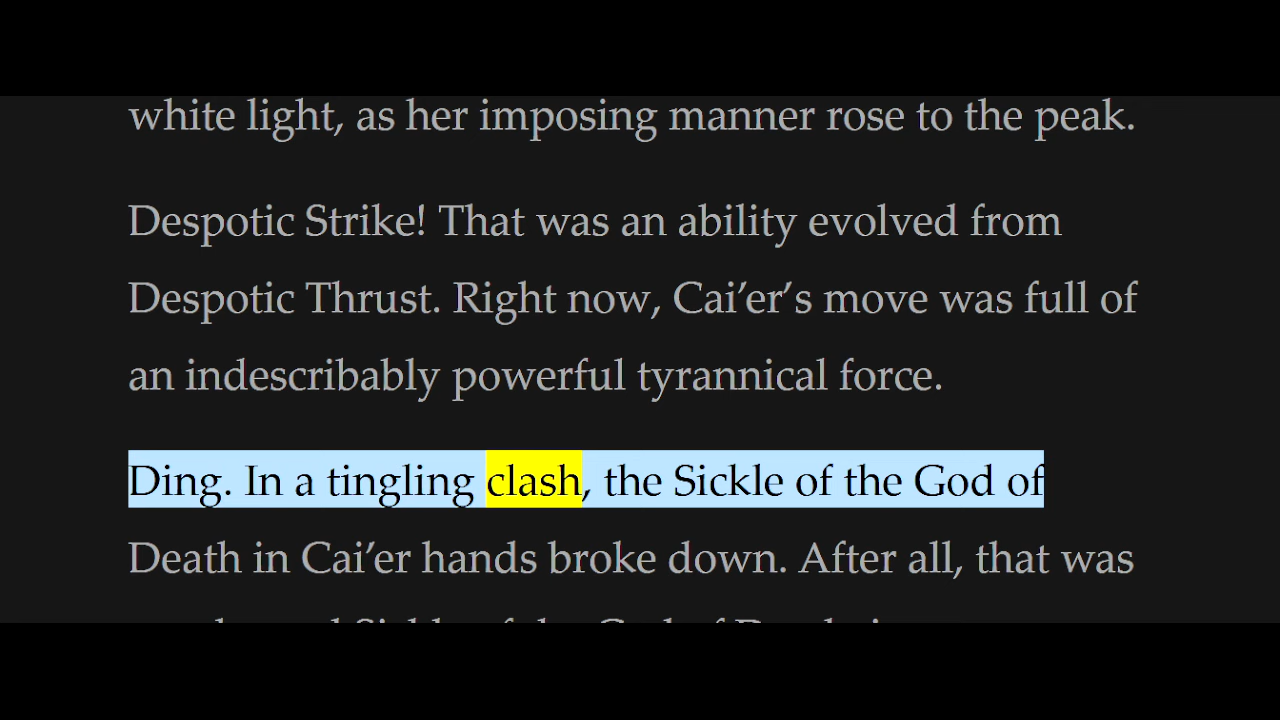 white light, as her imposing manner rose to the peak.
Despotic Strike! That was an ability evolved from
Despotic Thrust. Right now, Cai’er’s move was full of
an indescribably powerful tyrannical force.
Ding. In a tingling clash, the Sickle of the God of
Death in Cai’er hands broke down. After all, that was